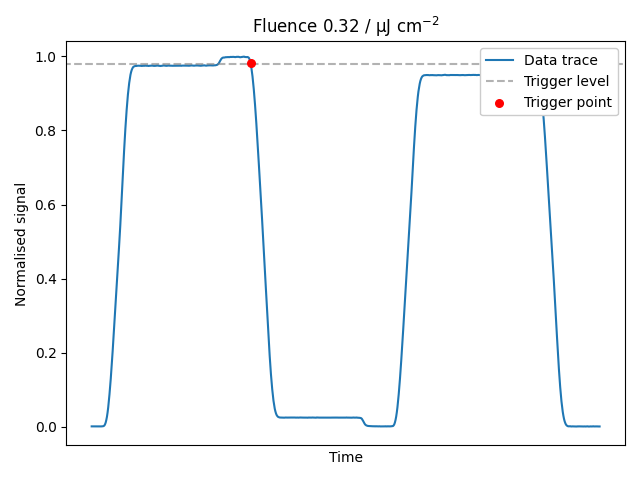 Fluence 0.32 / µJ cm⁻²
Data trace
Trigger level
Trigger point
Normalised signal
1.0
0.8
0.6
0.4
0.2
0.0
Time